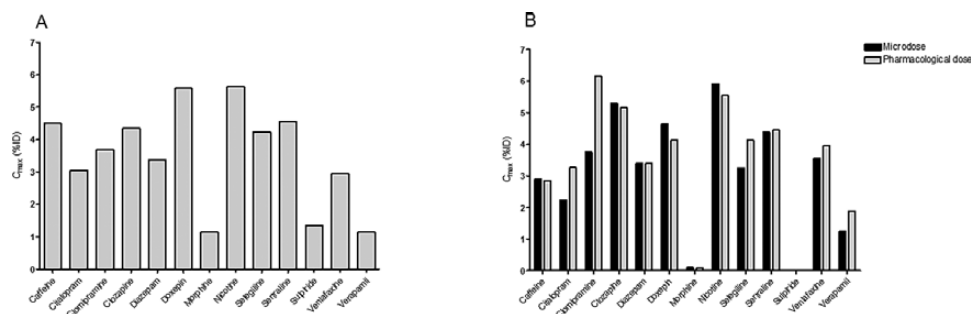 A
7
6
5
4
3
2
1
0
Cmax (%ID)
Caffeine
Citalopram
Clomipramine
Clozapine
Diazepam
Doxepin
Morphine
Nicotine
Selegiline
Sertraline
Sulpiride
Venlafaxine
Verapamil
B
Microdose
Pharmacological dose
7
6
5
4
3
2
1
0
Cmax (%ID)
Caffeine
Citalopram
Clomipramine
Clozapine
Diazepam
Doxepin
Morphine
Nicotine
Selegiline
Sertraline
Sulpiride
Venlafaxine
Verapamil